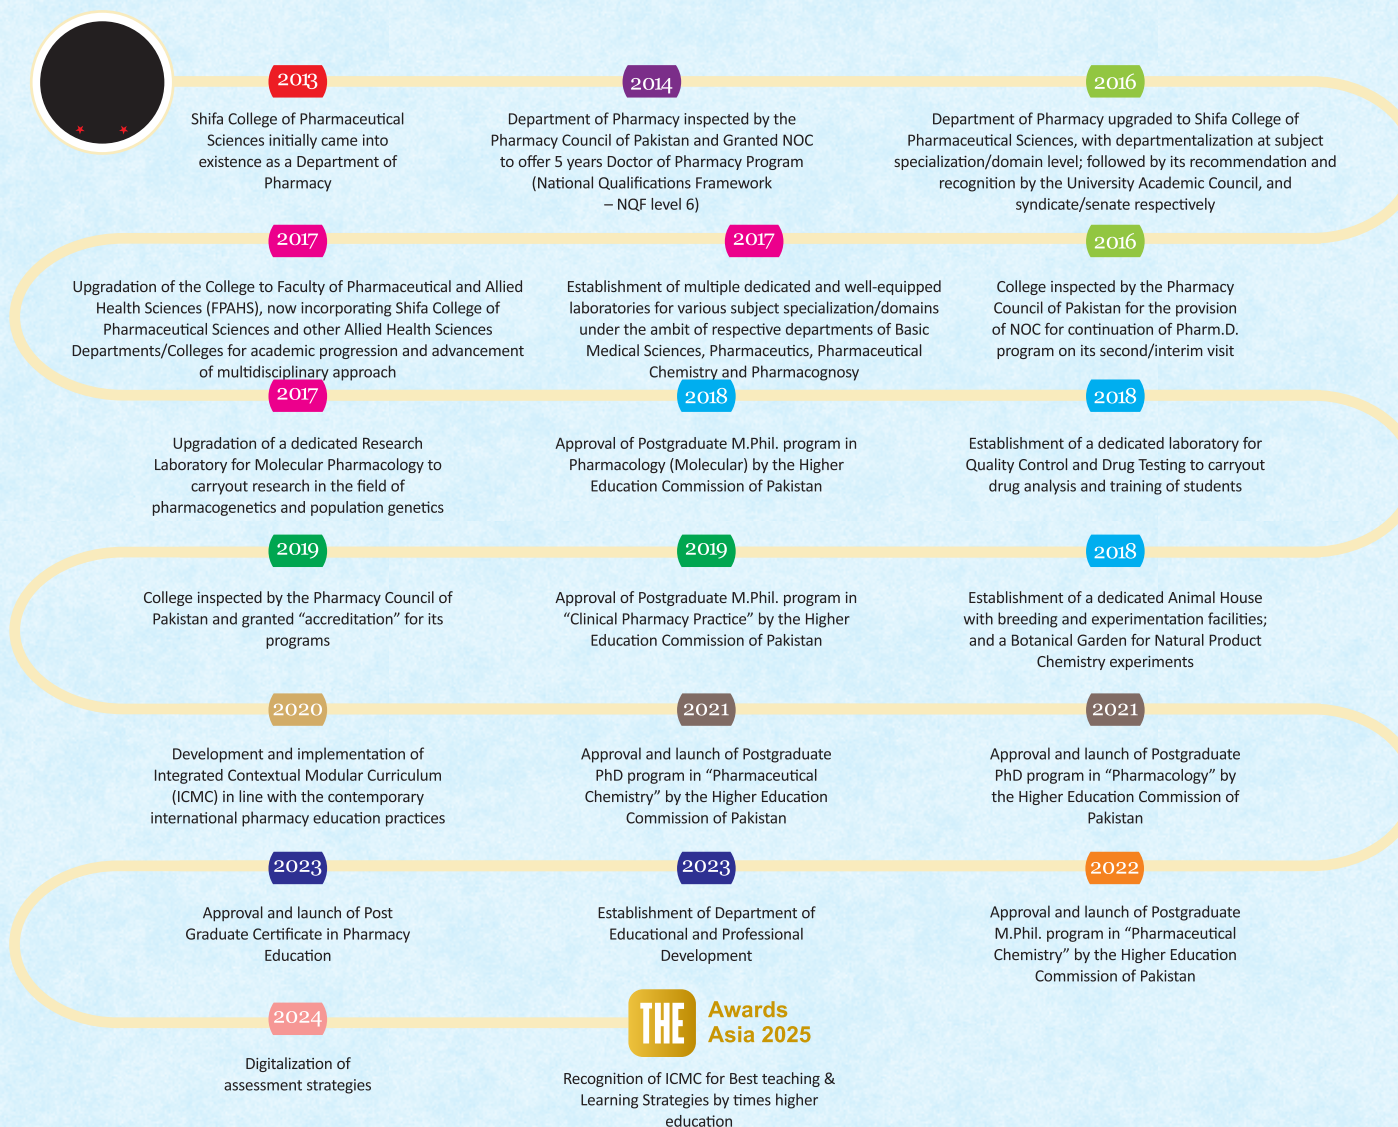 2013
Shifa College of Pharmaceutical
Sciences initially came into
existence as a Department of
Pharmacy
2014
Department of Pharmacy inspected by the
Pharmacy Council of Pakistan and Granted NOC
to offer 5 years Doctor of Pharmacy Program
(National Qualifications Framework
– NQF level 6)
2016
Department of Pharmacy upgraded to Shifa College of
Pharmaceutical Sciences, with departmentalization at subject
specialization/domain level; followed by its recommendation and
recognition by the University Academic Council, and
syndicate/senate respectively
2017
Upgradation of the College to Faculty of Pharmaceutical and Allied
Health Sciences (FPAHS), now incorporating Shifa College of
Pharmaceutical Sciences and other Allied Health Sciences
Departments/Colleges for academic progression and advancement
of multidisciplinary approach
2017
Establishment of multiple dedicated and well-equipped
laboratories for various subject specialization/domains
under the ambit of respective departments of Basic
Medical Sciences, Pharmaceutics, Pharmaceutical
Chemistry and Pharmacognosy
2016
College inspected by the Pharmacy
Council of Pakistan for the provision
of NOC for continuation of Pharm.D.
program on its second/interim visit
2017
Upgradation of a dedicated Research
Laboratory for Molecular Pharmacology to
carryout research in the field of
pharmacogenetics and population genetics
2018
Approval of Postgraduate M.Phil. program in
Pharmacology (Molecular) by the Higher
Education Commission of Pakistan
2018
Establishment of a dedicated laboratory for
Quality Control and Drug Testing to carryout
drug analysis and training of students
2019
College inspected by the Pharmacy Council of
Pakistan and granted “accreditation” for its
programs
2019
Approval of Postgraduate M.Phil. program in
“Clinical Pharmacy Practice” by the Higher
Education Commission of Pakistan
2018
Establishment of a dedicated Animal House
with breeding and experimentation facilities;
and a Botanical Garden for Natural Product
Chemistry experiments
2020
Development and implementation of
Integrated Contextual Modular Curriculum
(ICMC) in line with the contemporary
international pharmacy education practices
2021
Approval and launch of Postgraduate
PhD program in “Pharmaceutical
Chemistry” by the Higher Education
Commission of Pakistan
2021
Approval and launch of Postgraduate
PhD program in “Pharmacology” by
the Higher Education Commission of
Pakistan
2023
Approval and launch of Post
Graduate Certificate in Pharmacy
Education
2023
Establishment of Department of
Educational and Professional
Development
2022
Approval and launch of Postgraduate
M.Phil. program in “Pharmaceutical
Chemistry” by the Higher Education
Commission of Pakistan
2024
Digitalization of
assessment strategies
THE
Awards
Asia 2025
Recognition of ICMC for Best teaching &
Learning Strategies by times higher
education